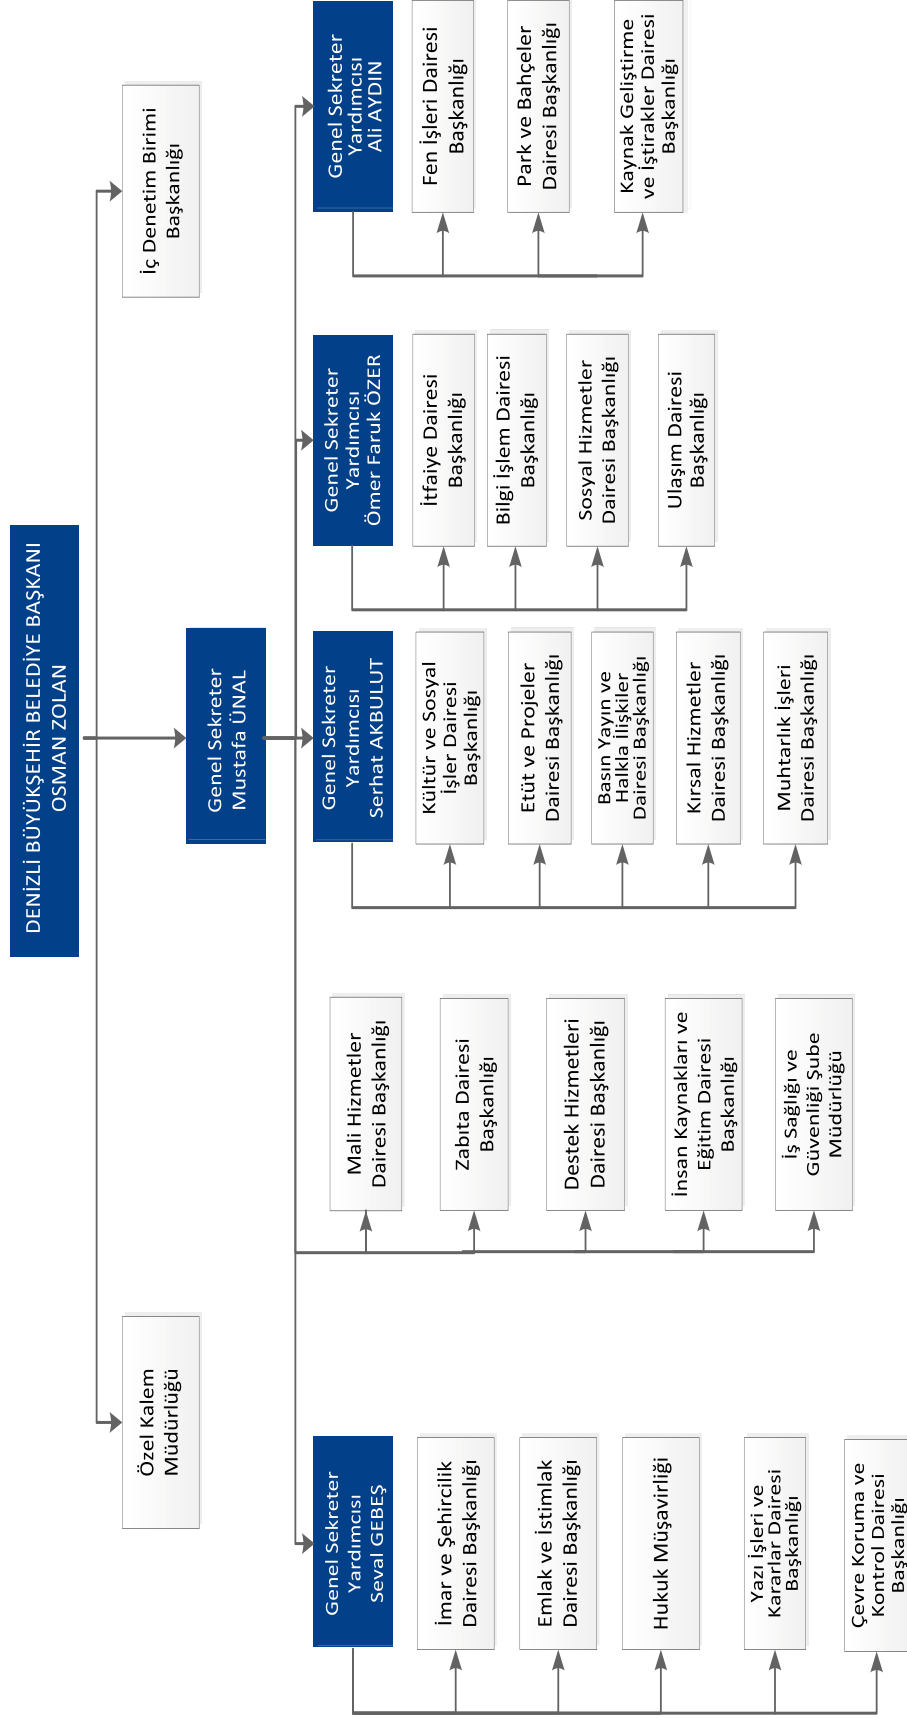 DENİZLİ BÜYÜKŞEHİR BELEDİYE BAŞKANI
OSMAN ZOLAN
Özel Kalem
Müdürlüğü
İç Denetim Birimi
Başkanlığı
Genel Sekreter
Mustafa ÜNAL
Genel Sekreter
Yardımcısı
Seval GEBEŞ
İmar ve Şehircilik
Dairesi Başkanlığı
Emlak ve İstimlak
Dairesi Başkanlığı
Hukuk Müşavirliği
Yazı İşleri ve
Kararlar Dairesi
Başkanlığı
Çevre Koruma ve
Kontrol Dairesi
Başkanlığı
Mali Hizmetler
Dairesi Başkanlığı
Zabıta Dairesi
Başkanlığı
Destek Hizmetleri
Dairesi Başkanlığı
İnsan Kaynakları ve
Eğitim Dairesi
Başkanlığı
İş Sağlığı ve
Güvenliği Şube
Müdürlüğü
Genel Sekreter
Yardımcısı
Serhat AKBULUT
Kültür ve Sosyal
İşler Dairesi
Başkanlığı
Etüt ve Projeler
Dairesi Başkanlığı
Basın Yayın ve
Halkla İlişkiler
Dairesi Başkanlığı
Kırsal Hizmetler
Dairesi Başkanlığı
Muhtarlık İşleri
Dairesi Başkanlığı
Genel Sekreter
Yardımcısı
Ömer Faruk ÖZER
İtfaiye Dairesi
Başkanlığı
Bilgi İşlem Dairesi
Başkanlığı
Sosyal Hizmetler
Dairesi Başkanlığı
Ulaşım Dairesi
Başkanlığı
Genel Sekreter
Yardımcısı
Ali AYDIN
Fen İşleri Dairesi
Başkanlığı
Park ve Bahçeler
Dairesi Başkanlığı
Kaynak Geliştirme
ve İştirakler Dairesi
Başkanlığı